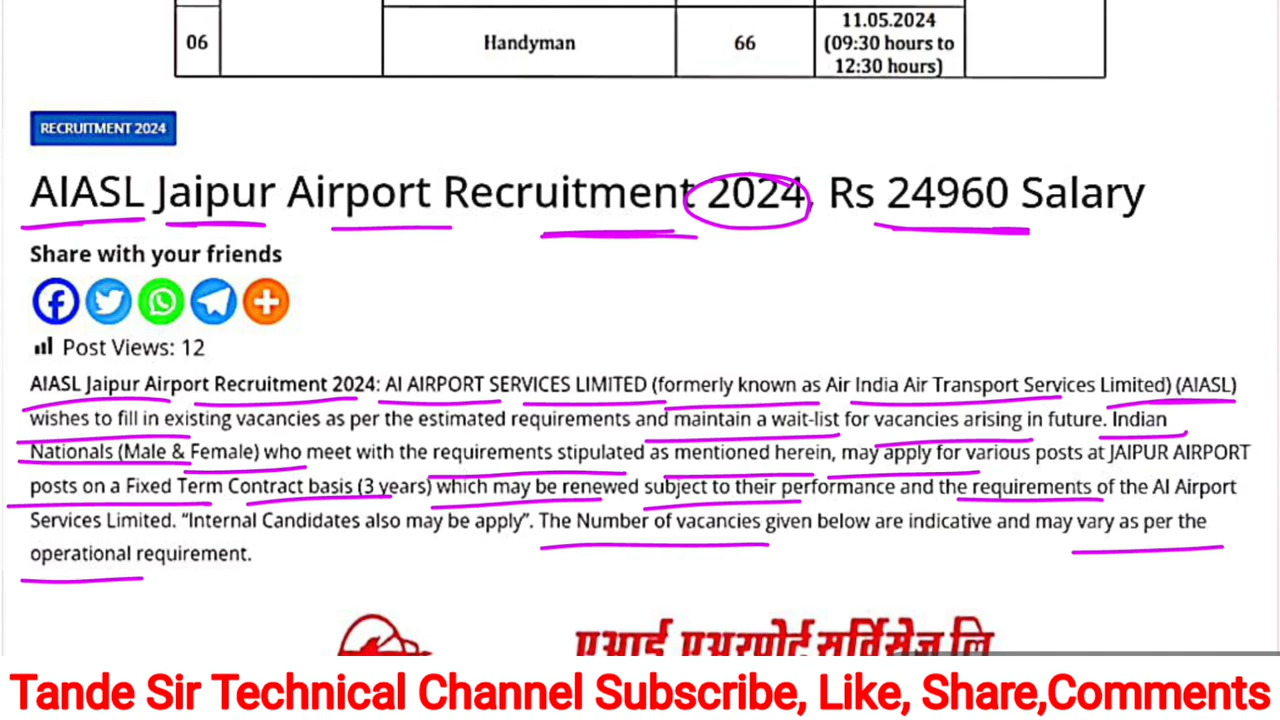 06 Handyman 66 11.05.2024
(09:30 hours to
12:30 hours)
RECRUITMENT 2024
AIASL Jaipur Airport Recruitment 2024, Rs 24960 Salary
Share with your friends
Post Views: 12
AIASL Jaipur Airport Recruitment 2024: AI AIRPORT SERVICES LIMITED (formerly known as Air India Air Transport Services Limited) (AIASL)
wishes to fill in existing vacancies as per the estimated requirements and maintain a wait-list for vacancies arising in future. Indian
Nationals (Male & Female) who meet with the requirements stipulated as mentioned herein, may apply for various posts at JAIPUR AIRPORT
posts on a Fixed Term Contract basis (3 years) which may be renewed subject to their performance and the requirements of the AI Airport
Services Limited. “Internal Candidates also may be apply”. The Number of vacancies given below are indicative and may vary as per the
operational requirement.
एआई एअरपोर्ट सर्विसेज लि
Tande Sir Technical Channel Subscribe, Like, Share,Comments